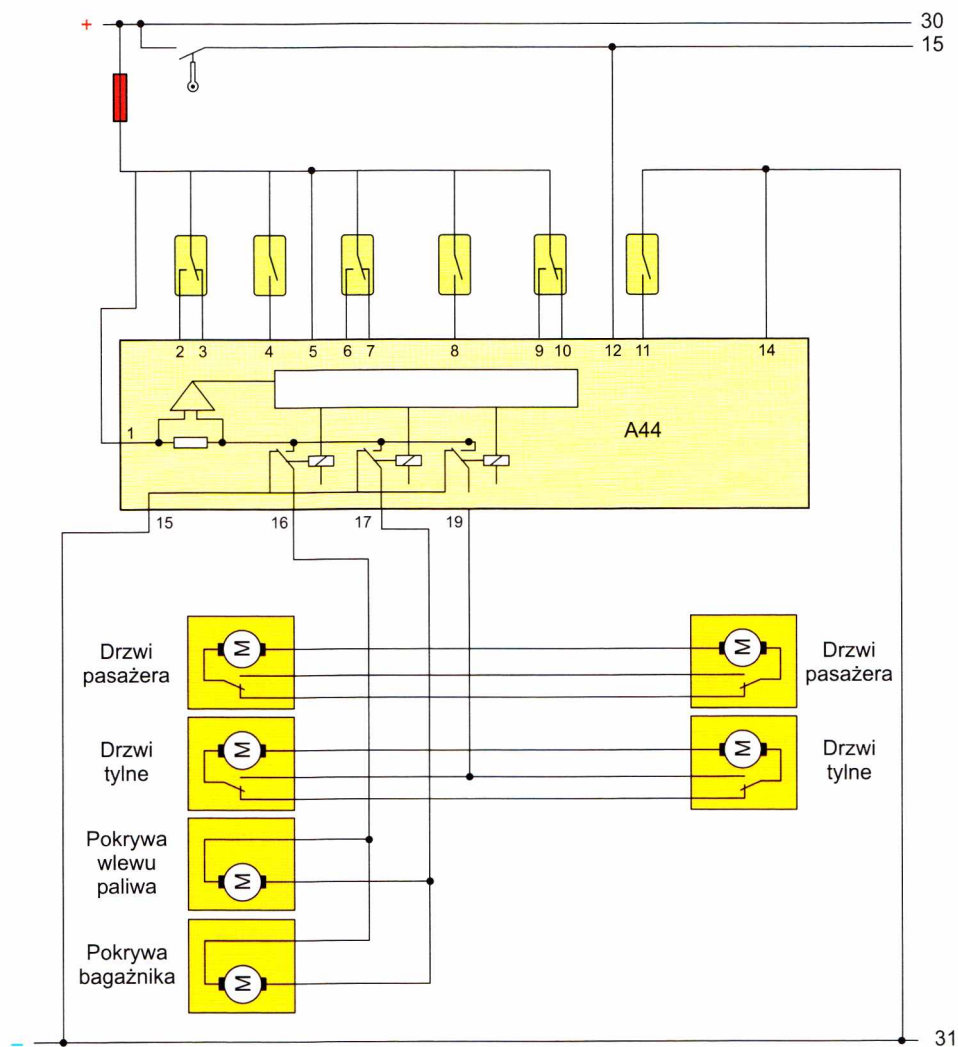 +
30
15
2 3 4 5 6 7 8 9 10 12 11 14
1
A44
15 16 17 19
M
M
Drzwi
pasażera
Drzwi
pasażera
M
M
Drzwi
tylne
Drzwi
tylne
Pokrywa
wlewu
paliwa
M
Pokrywa
bagażnika
M
–
31